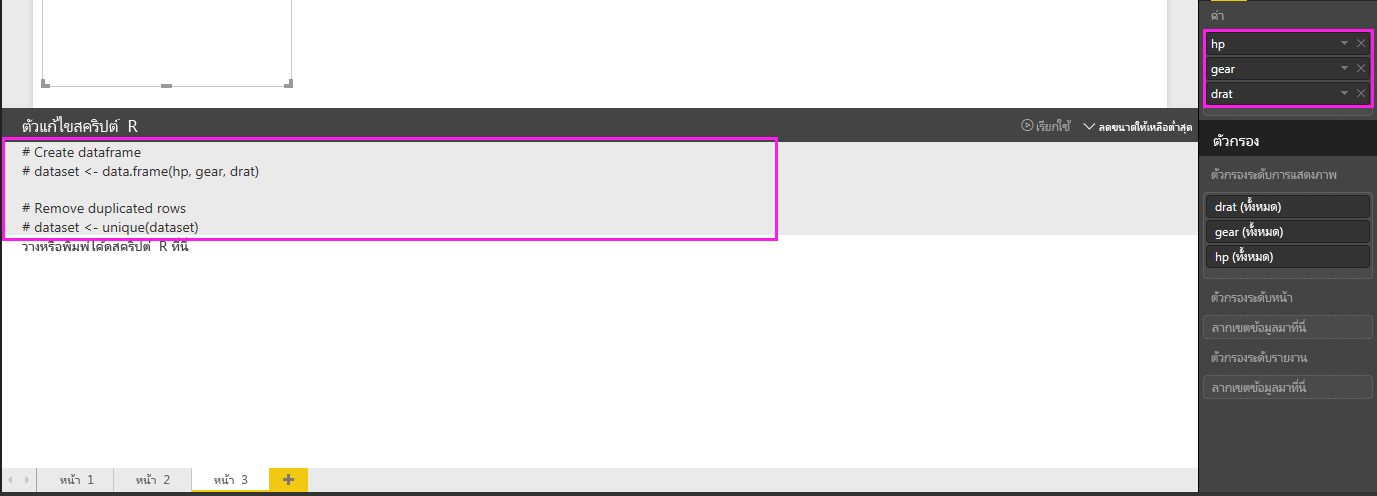 ค่า
hp
gear
drat
ตัวแก้ไขสคริปต์ R
เรียกใช้
ลดขนาดให้เหลือต่ำสุด
# Create dataframe
# dataset <- data.frame(hp, gear, drat)
# Remove duplicated rows
# dataset <- unique(dataset)
วางหรือพิมพ์โค้ดสคริปต์ R ที่นี่
ตัวกรอง
ตัวกรองระดับการแสดงภาพ
drat (ทั้งหมด)
gear (ทั้งหมด)
hp (ทั้งหมด)
ตัวกรองระดับหน้า
ลากเขตข้อมูลมาที่นี่
ตัวกรองระดับรายงาน
ลากเขตข้อมูลมาที่นี่
หน้า 1
หน้า 2
หน้า 3